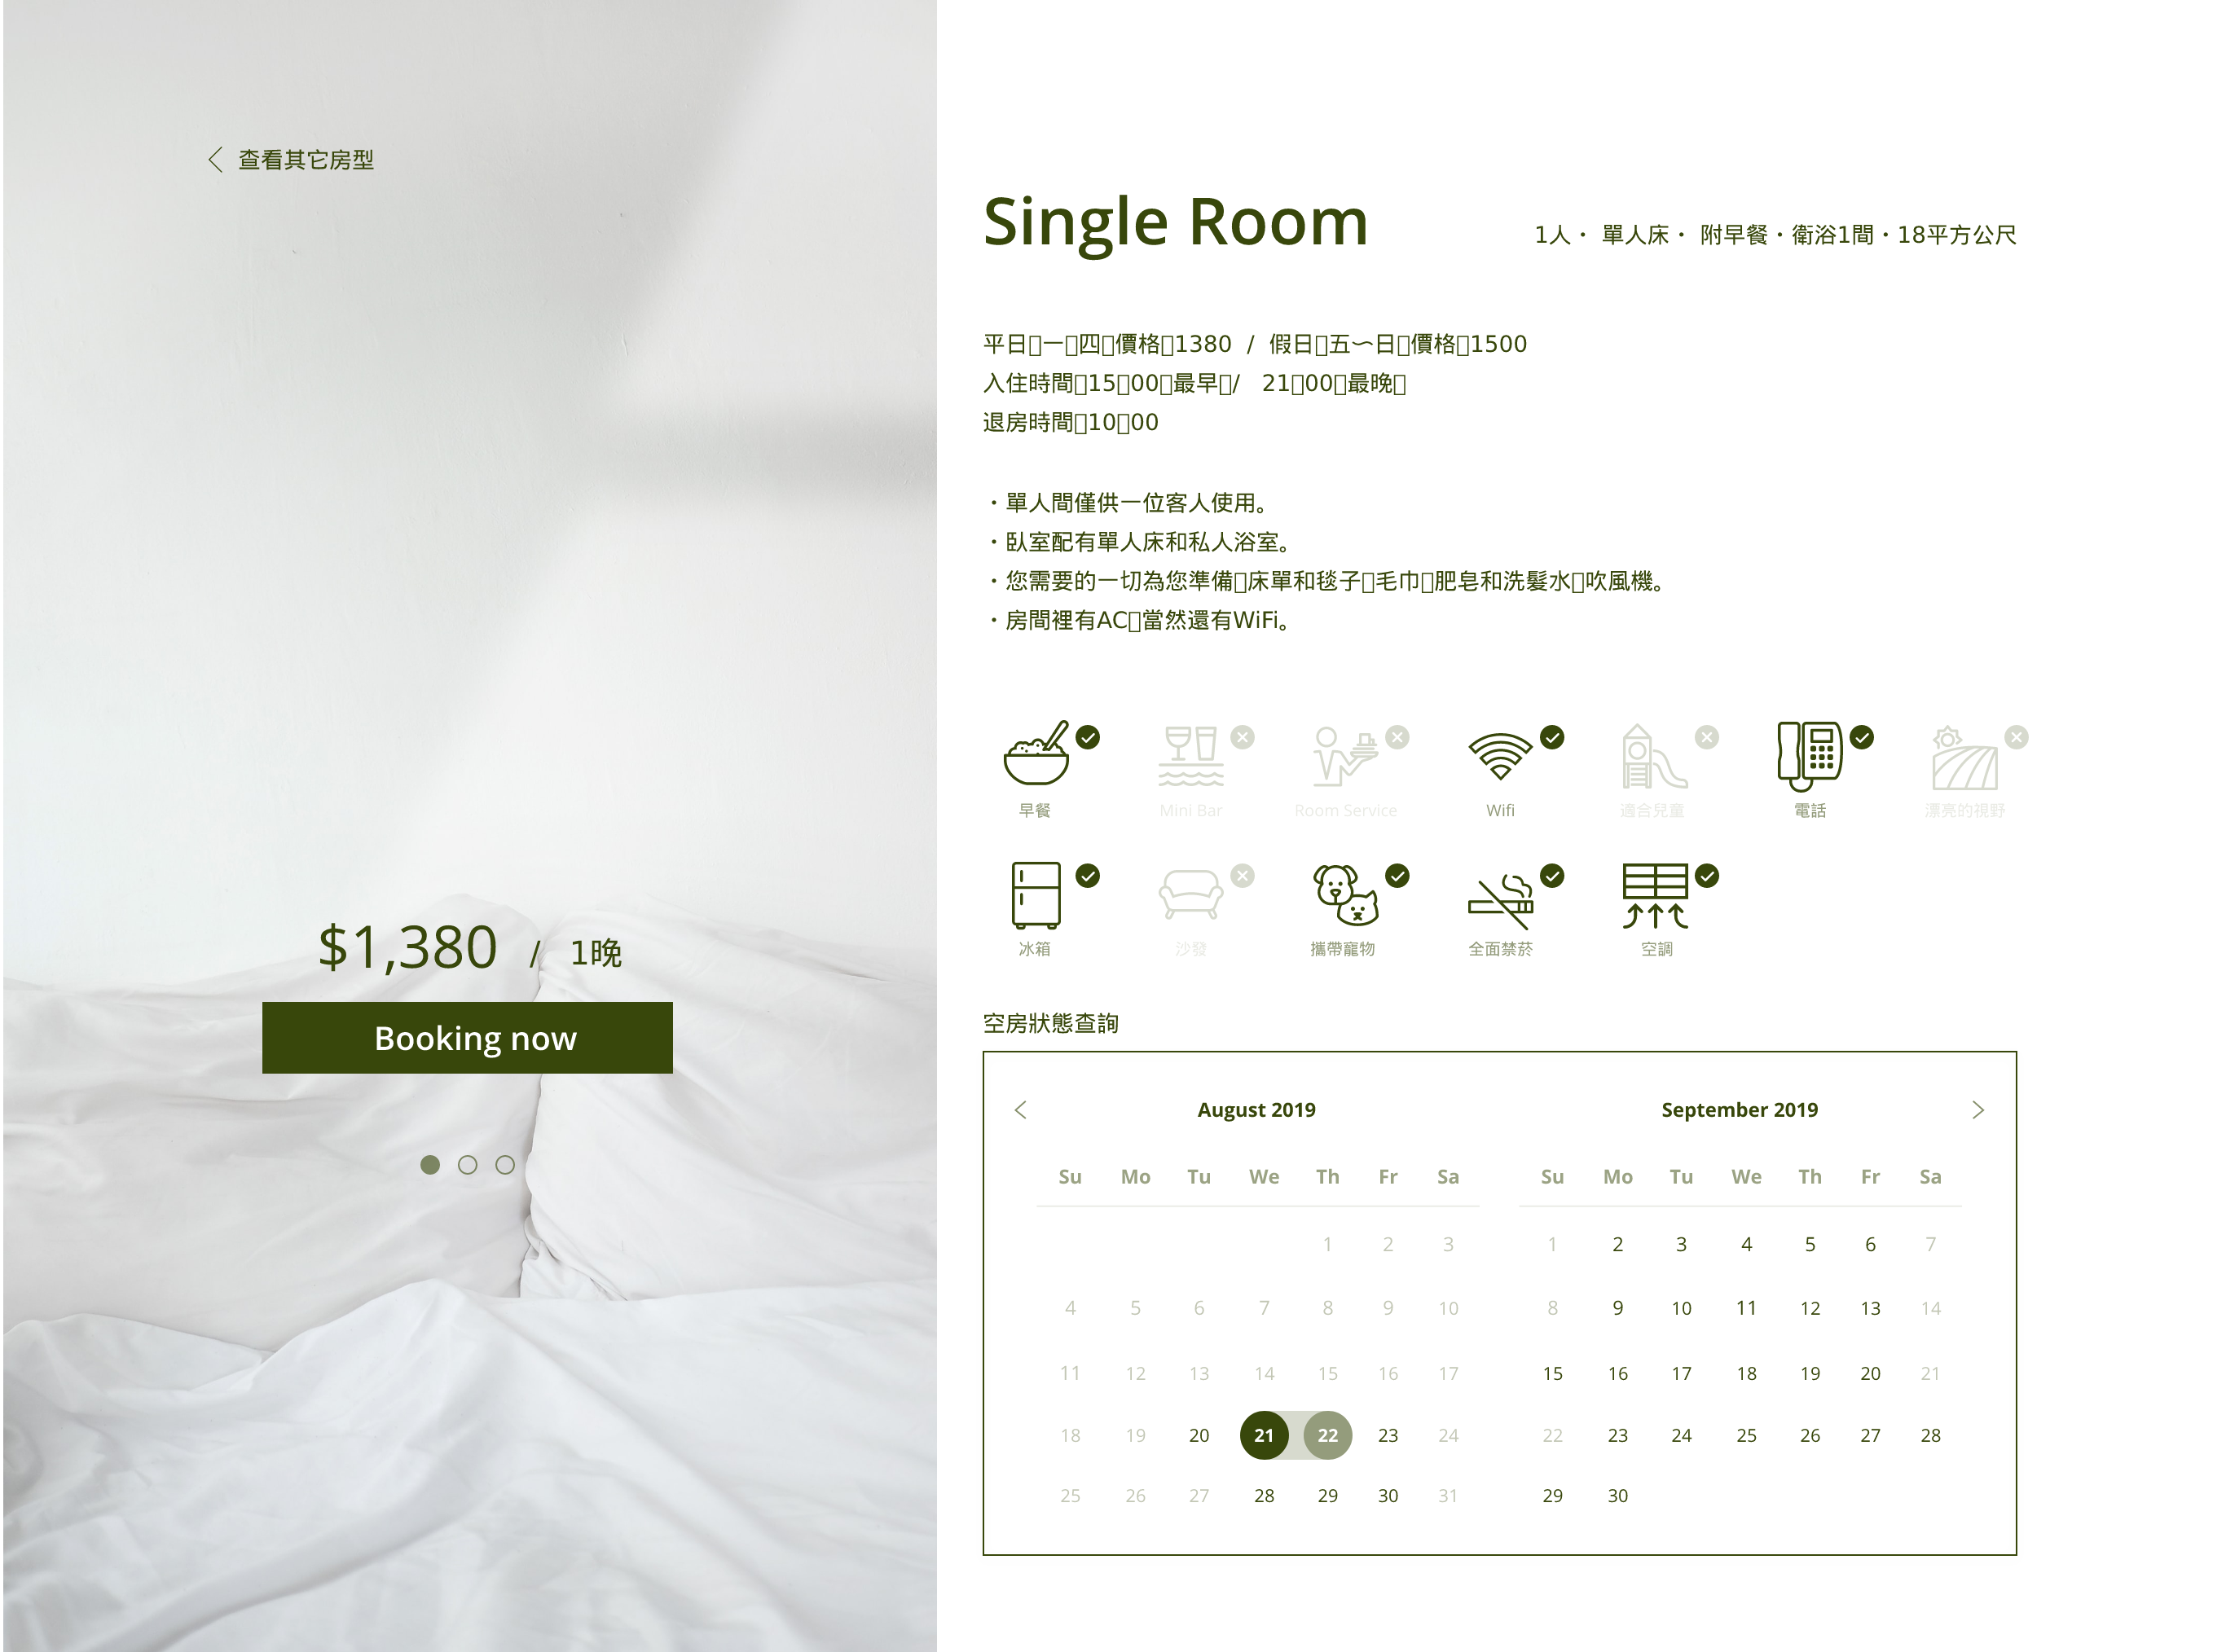 查看其它房型
$1,380 / 1晚
Booking now
Single Room
1人・ 單人床・ 附早餐・衛浴1間・18平方公尺
平日▯一▯四▯價格▯1380 / 假日▯五〜日▯價格▯1500
入住時間▯15▯00▯最早▯/ 21▯00▯最晚▯
退房時間▯10▯00
・單人間僅供一位客人使用。
・臥室配有單人床和私人浴室。
・您需要的一切為您準備▯床單和毯子▯毛巾▯肥皂和洗髮水▯吹風機。
・房間裡有AC▯當然還有WiFi。
早餐 Mini Bar Room Service Wifi 適合兒童 電話 漂亮的視野
冰箱 沙發 攜帶寵物 全面禁菸 空調
空房狀態查詢
August 2019
Su Mo Tu We Th Fr Sa
1 2 3
4 5 6 7 8 9 10
11 12 13 14 15 16 17
18 19 20 21 22 23 24
25 26 27 28 29 30 31
September 2019
Su Mo Tu We Th Fr Sa
1 2 3 4 5 6 7
8 9 10 11 12 13 14
15 16 17 18 19 20 21
22 23 24 25 26 27 28
29 30